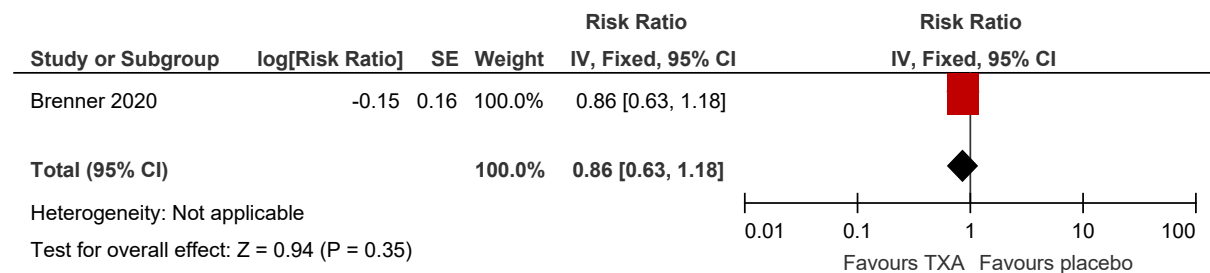 Risk Ratio Risk Ratio
Study or Subgroup log[Risk Ratio] SE Weight IV, Fixed, 95% CI IV, Fixed, 95% CI
Brenner 2020 -0.15 0.16 100.0% 0.86 [0.63, 1.18]
Total (95% CI) 100.0% 0.86 [0.63, 1.18]
Heterogeneity: Not applicable
Test for overall effect: Z = 0.94 (P = 0.35)
0.01 0.1 1 10 100
Favours TXA Favours placebo